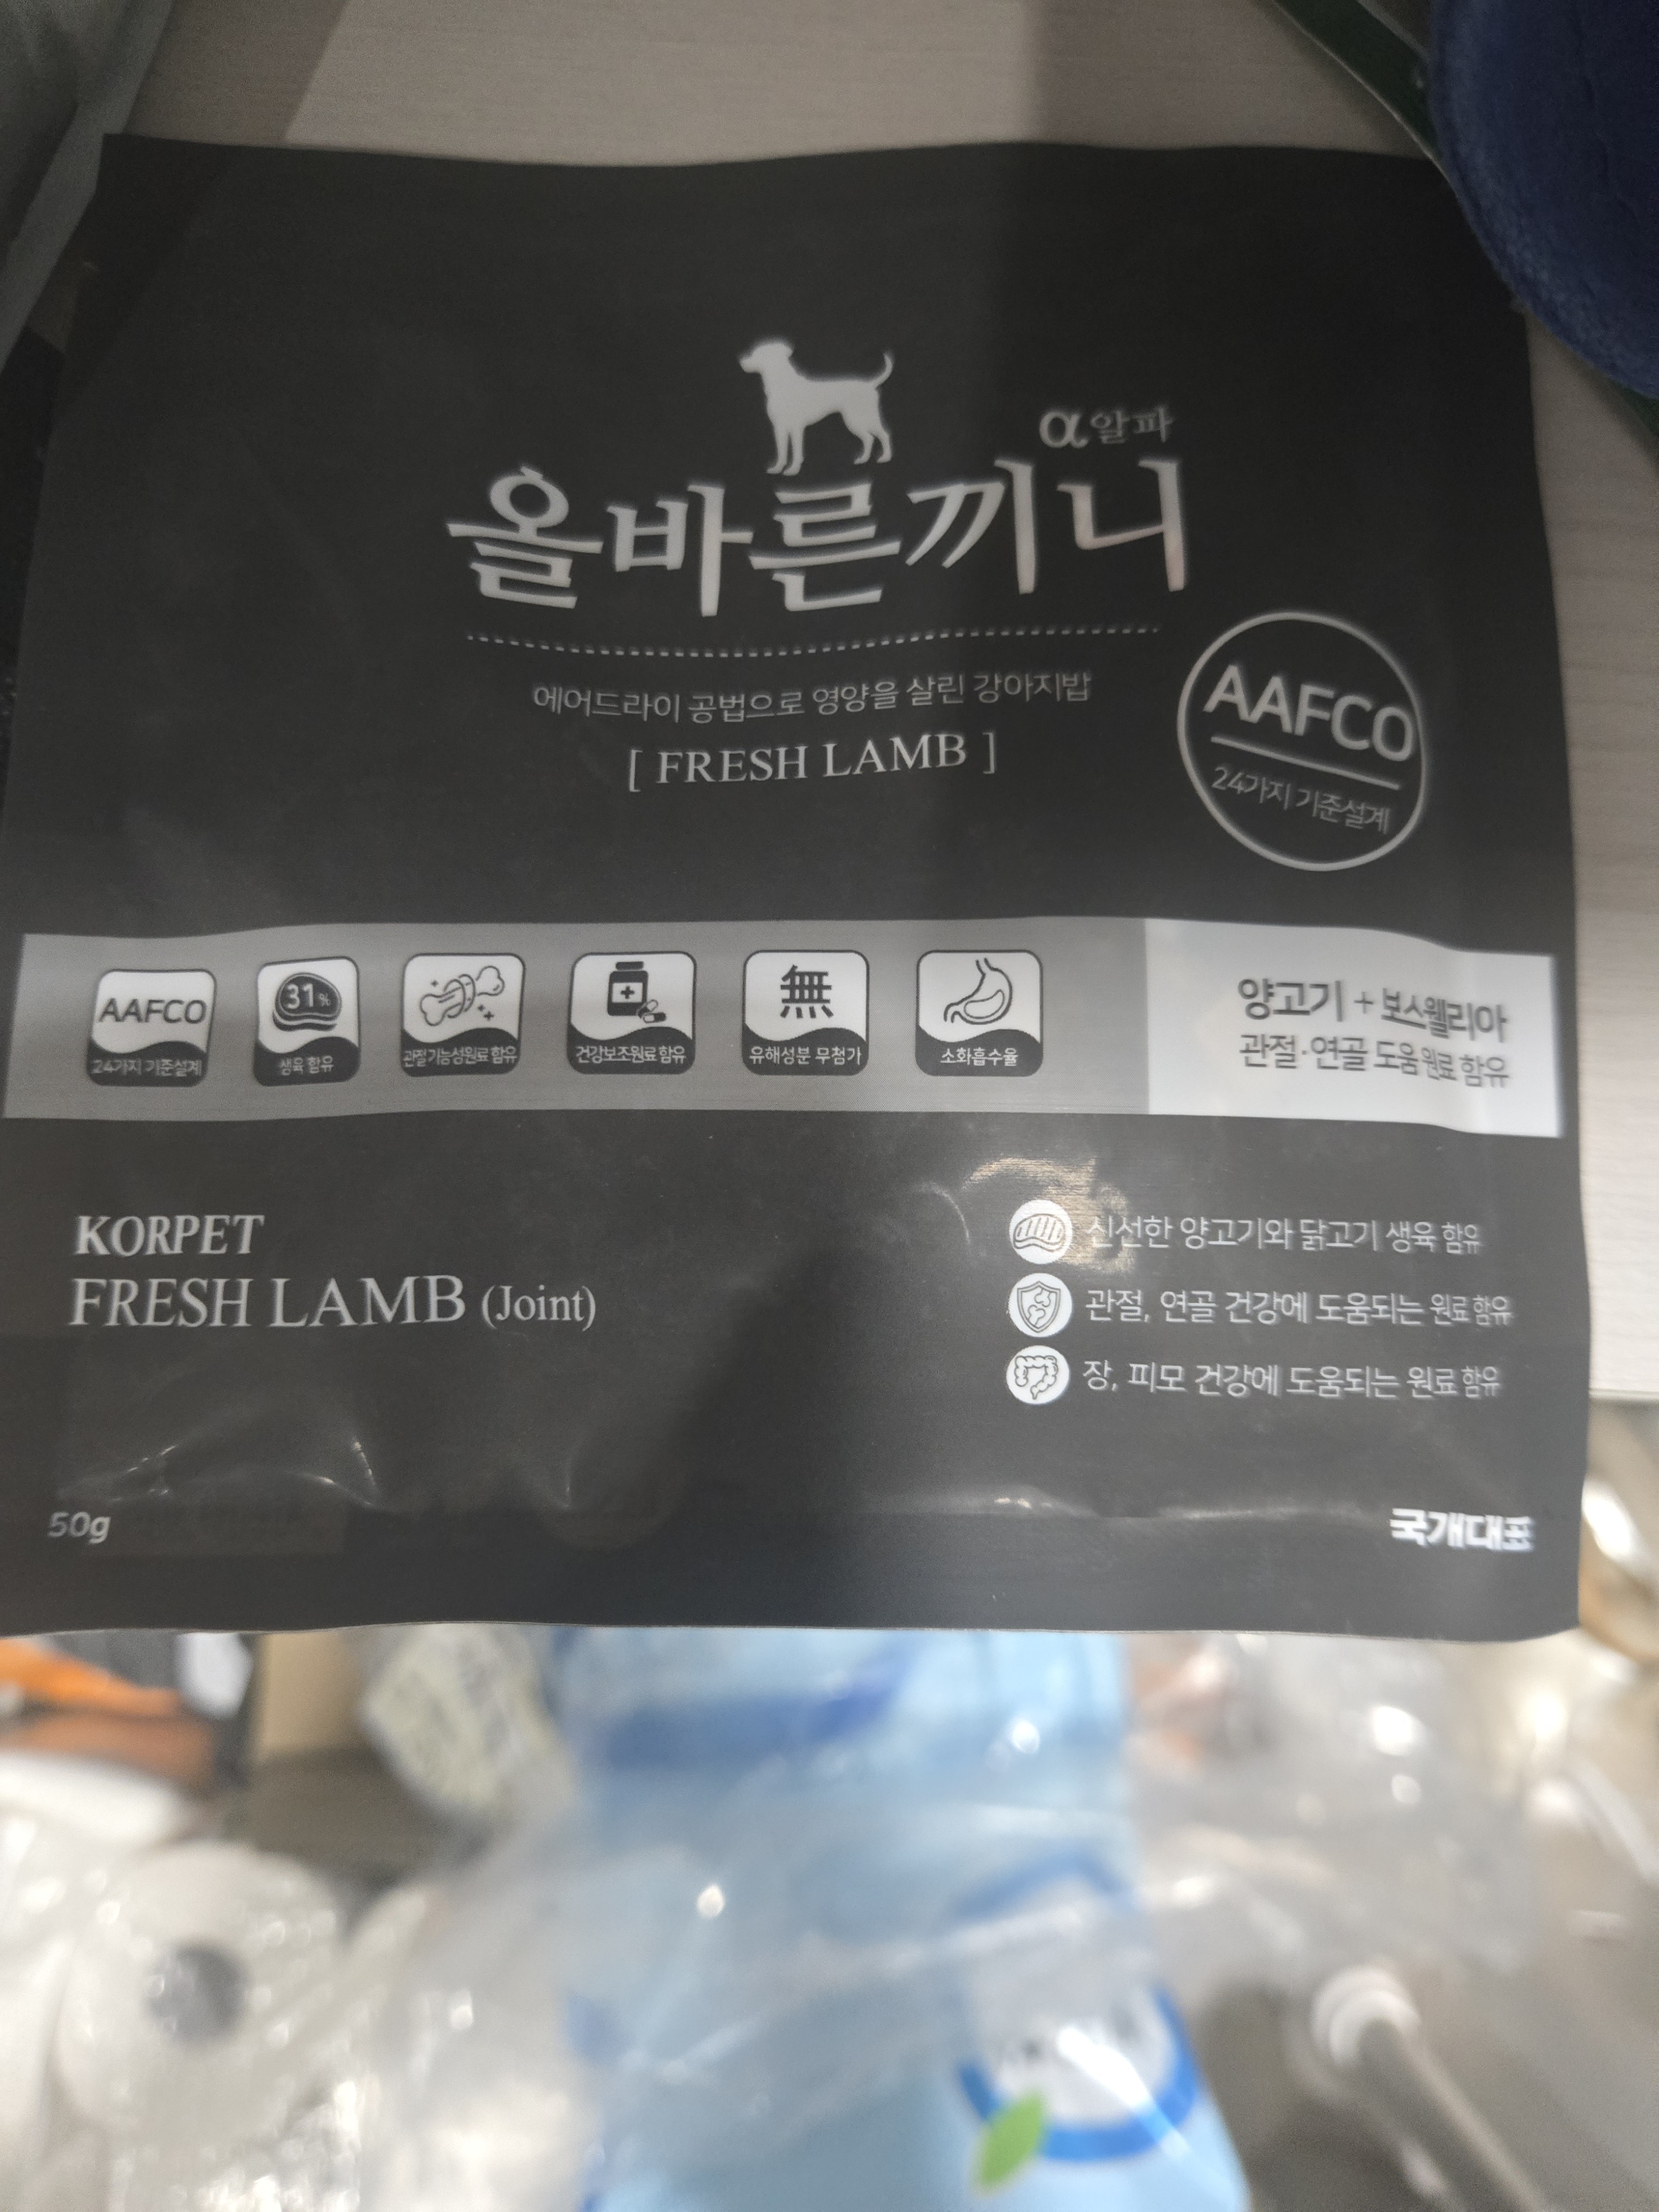 α알파
올바른끼니
에어드라이 공법으로 영양을 살린 강아지밥
[ FRESH LAMB ]
AAFCO
24가지 기준설계
AAFCO
24가지 기준설계
31%
생육 함유
관절기능성원료 함유
건강보조원료 함유
無
유해성분 무첨가
소화흡수율
양고기 + 보스웰리아
관절·연골 도움 원료 함유
KORPET
FRESH LAMB (Joint)
신선한 양고기와 닭고기 생육 함유
관절, 연골 건강에 도움되는 원료 함유
장, 피모 건강에 도움되는 원료 함유
50g
국개대표